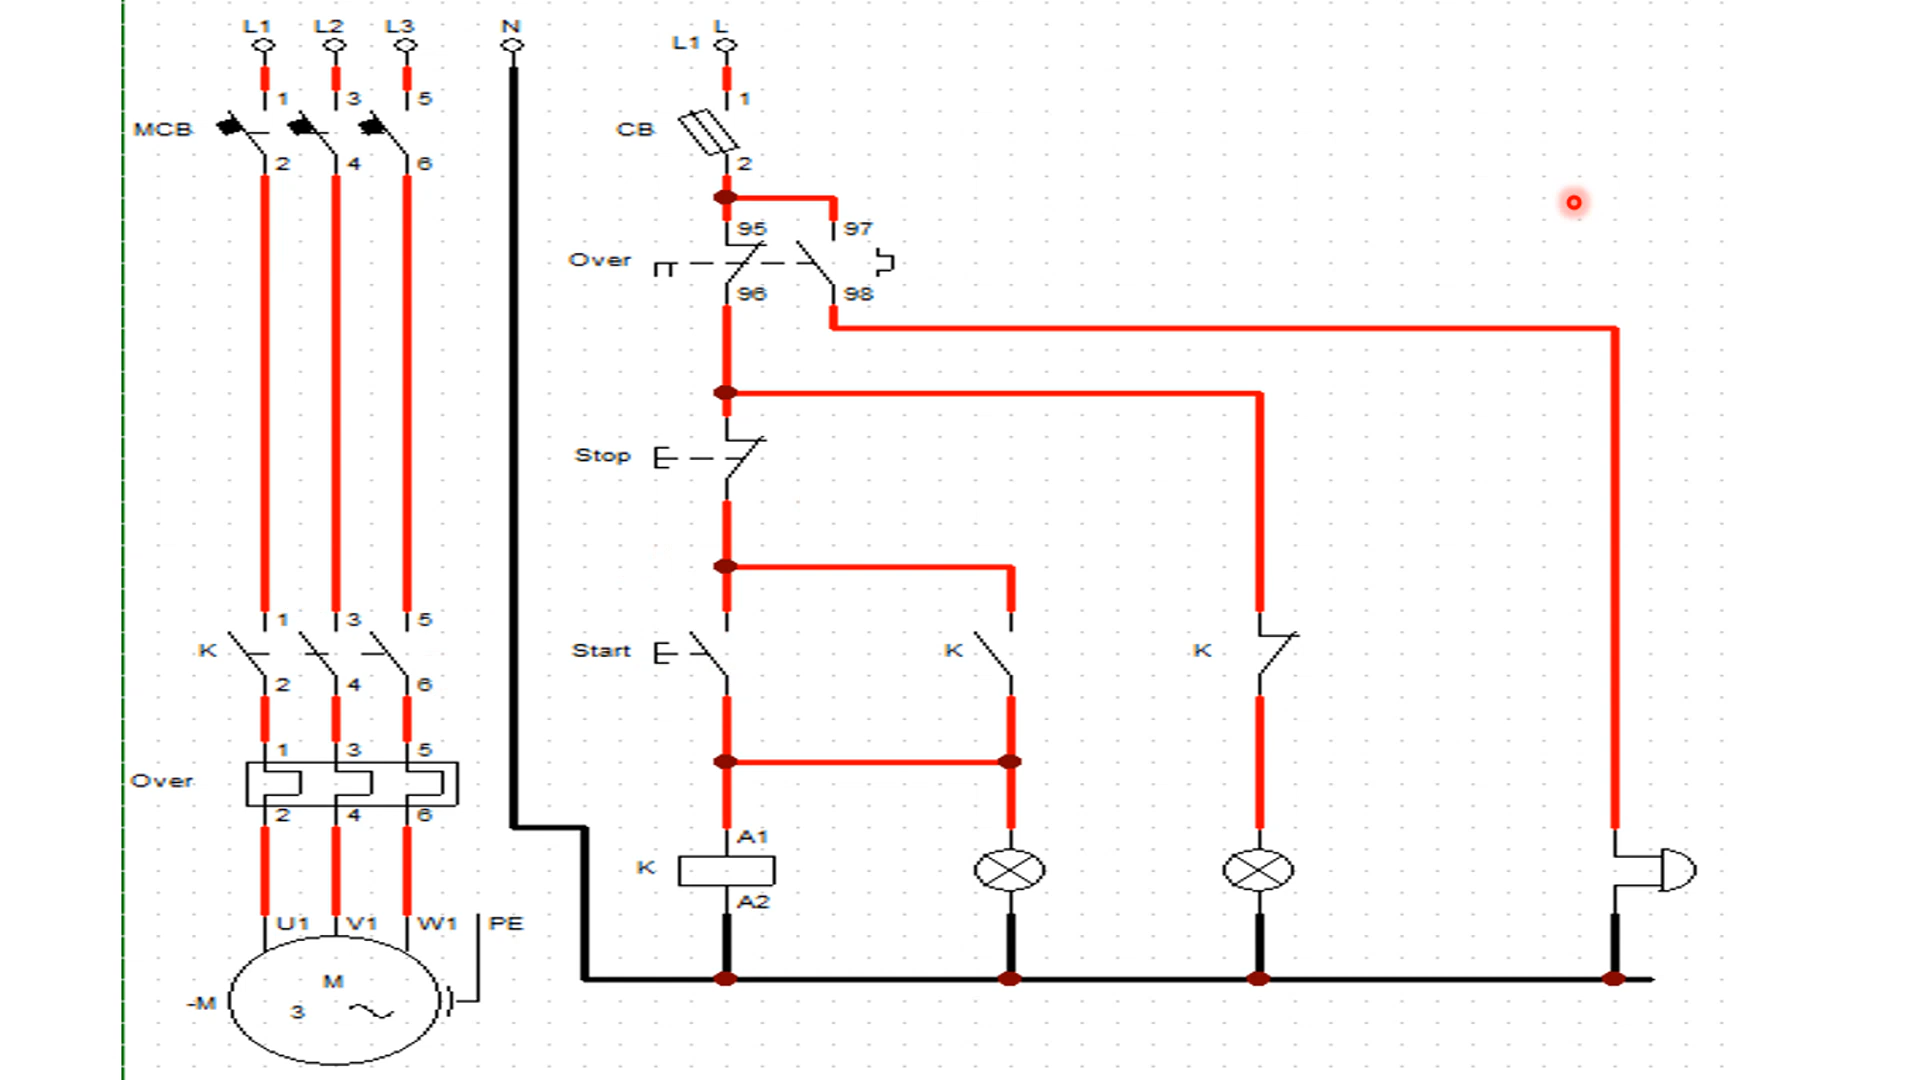 L1 L2 L3 N L
L1
1 3 5 1
MCB CB
2 4 6 2
95 97
Over
96 98
Stop
1 3 5
K Start K K
2 4 6
1 3 5
Over
2 4 6
A1
K
A2
U1 V1 W1 PE
M
-M
3